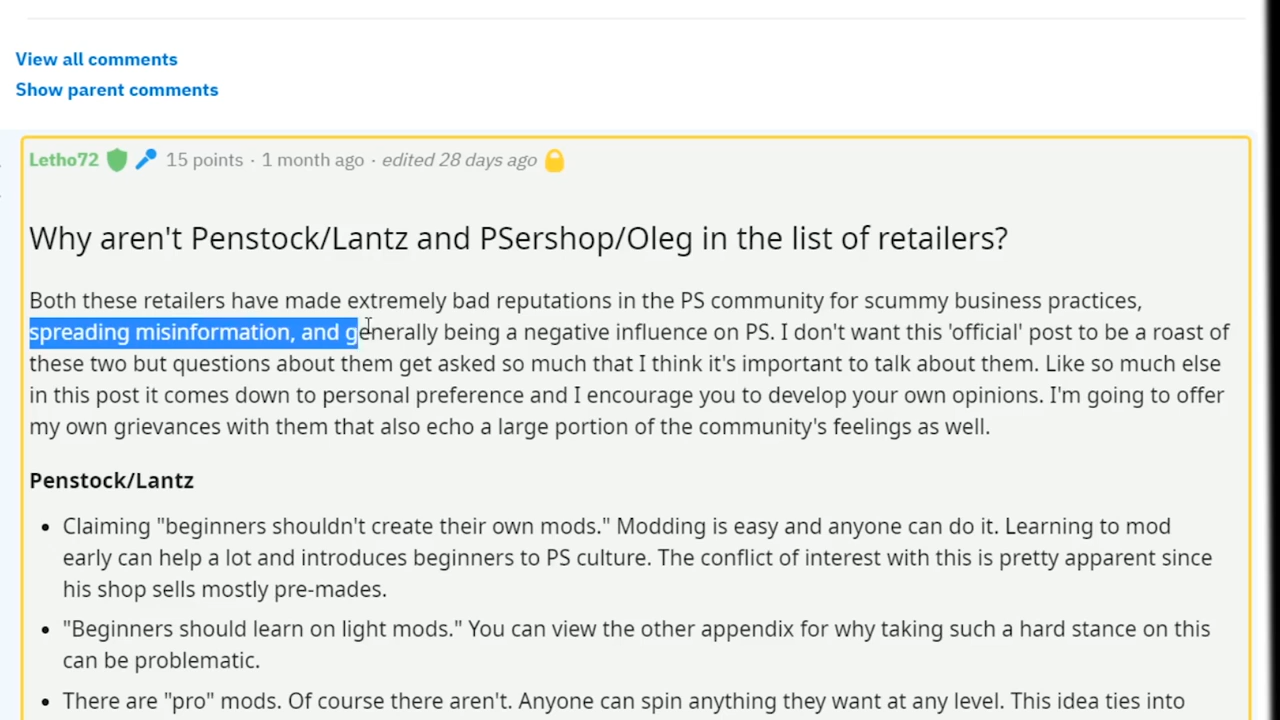 View all comments
Show parent comments
Letho72 15 points · 1 month ago · edited 28 days ago
Why aren't Penstock/Lantz and PSershop/Oleg in the list of retailers?
Both these retailers have made extremely bad reputations in the PS community for scummy business practices,
spreading misinformation, and generally being a negative influence on PS. I don't want this 'official' post to be a roast of
these two but questions about them get asked so much that I think it's important to talk about them. Like so much else
in this post it comes down to personal preference and I encourage you to develop your own opinions. I'm going to offer
my own grievances with them that also echo a large portion of the community's feelings as well.
Penstock/Lantz
• Claiming "beginners shouldn't create their own mods." Modding is easy and anyone can do it. Learning to mod
early can help a lot and introduces beginners to PS culture. The conflict of interest with this is pretty apparent since
his shop sells mostly pre-mades.
• "Beginners should learn on light mods." You can view the other appendix for why taking such a hard stance on this
can be problematic.
• There are "pro" mods. Of course there aren't. Anyone can spin anything they want at any level. This idea ties into